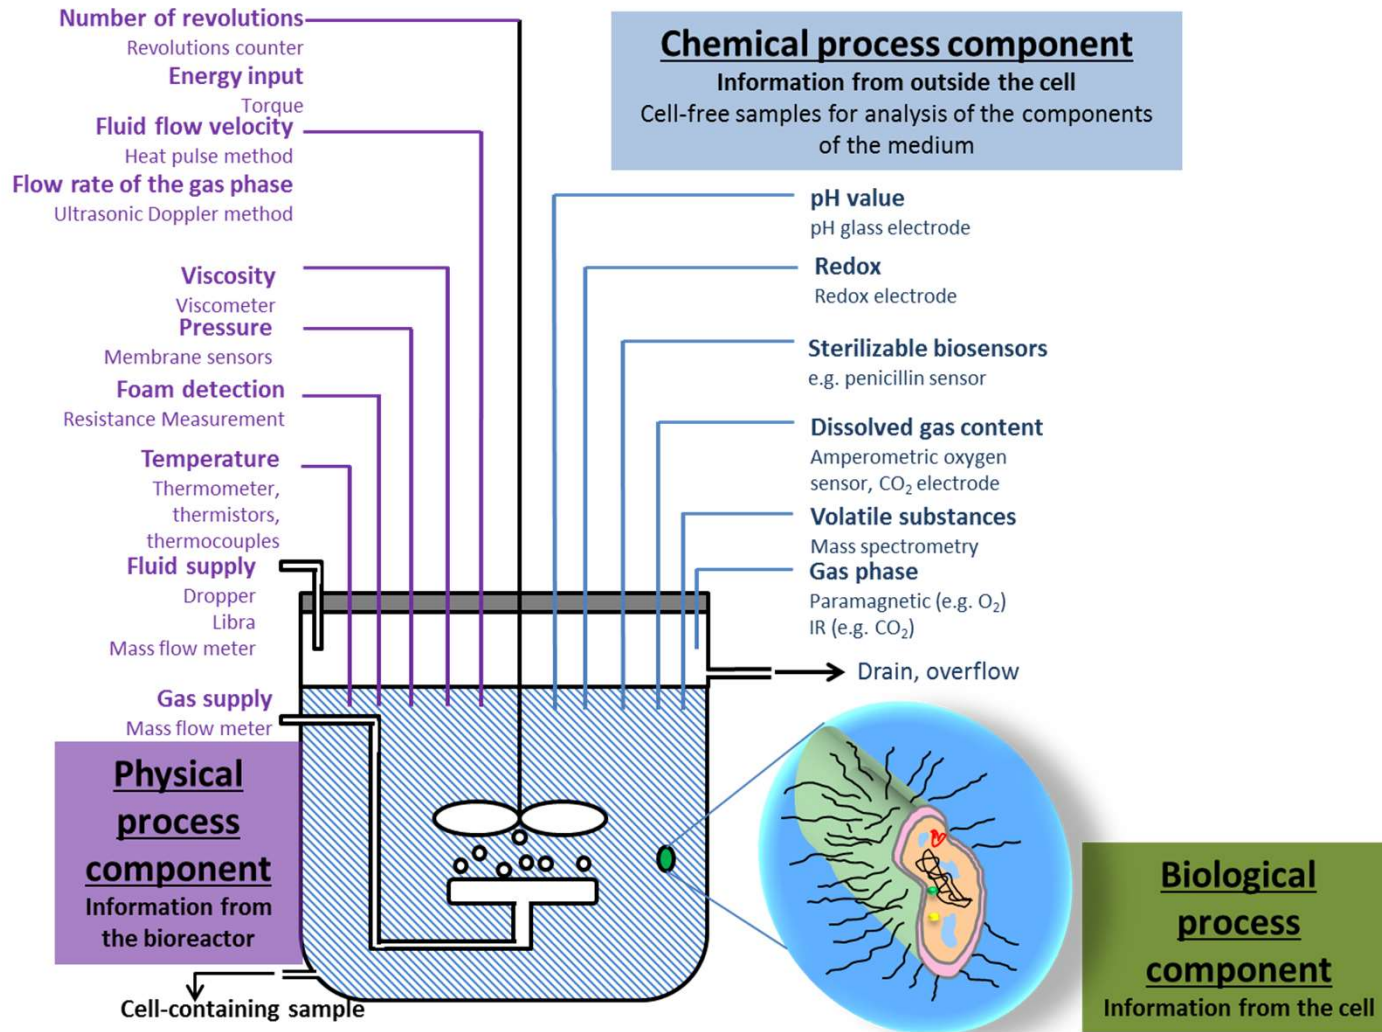 Number of revolutions
Revolutions counter
Energy input
Torque
Fluid flow velocity
Heat pulse method
Flow rate of the gas phase
Ultrasonic Doppler method
Viscosity
Viscometer
Pressure
Membrane sensors
Foam detection
Resistance Measurement
Temperature
Thermometer,
thermistors,
thermocouples
Fluid supply
Dropper
Libra
Mass flow meter
Gas supply
Mass flow meter
Physical
process
component
Information from
the bioreactor
Cell-containing sample
Chemical process component
Information from outside the cell
Cell-free samples for analysis of the components
of the medium
pH value
pH glass electrode
Redox
Redox electrode
Sterilizable biosensors
e.g. penicillin sensor
Dissolved gas content
Amperometric oxygen
sensor, CO₂ electrode
Volatile substances
Mass spectrometry
Gas phase
Paramagnetic (e.g. O₂)
IR (e.g. CO₂)
Drain, overflow
Biological
process
component
Information from the cell